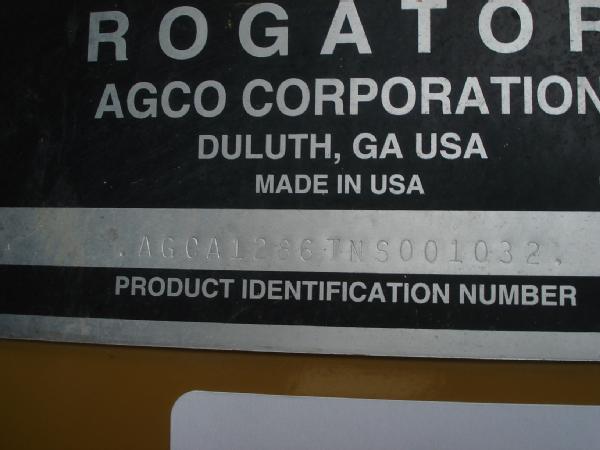 ROGATOR
AGCO CORPORATION
DULUTH, GA USA
MADE IN USA
.AGCA1286TNS001032.
PRODUCT IDENTIFICATION NUMBER